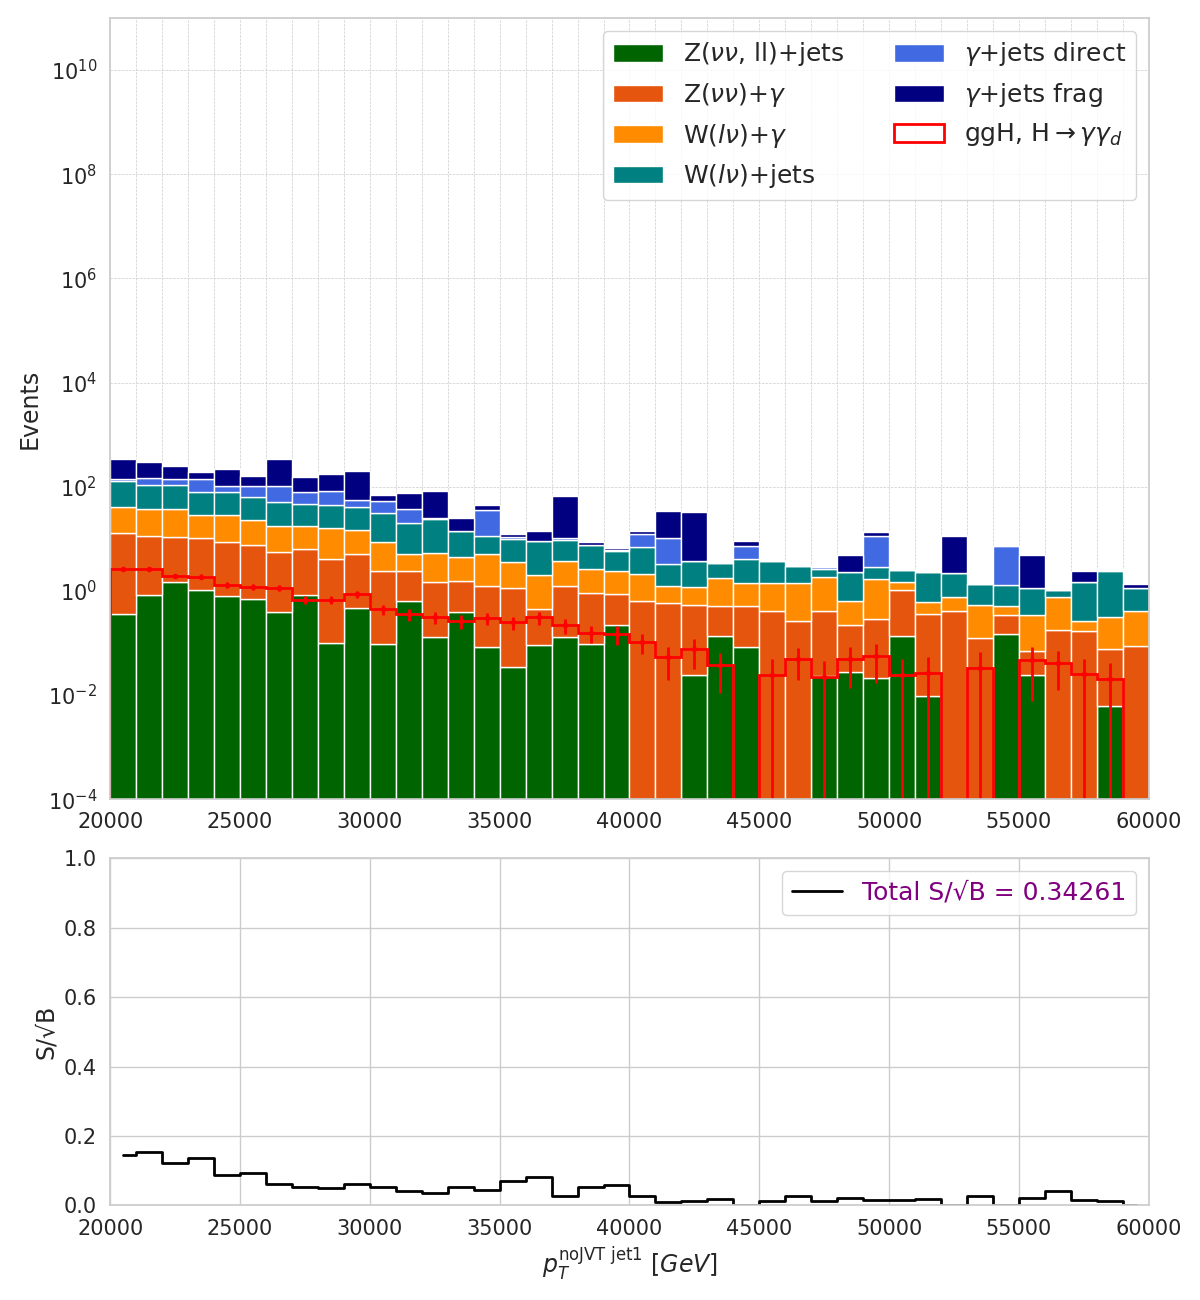 Z(νν, ll)+jets
Z(νν)+γ
W(lν)+γ
W(lν)+jets
γ+jets direct
γ+jets frag
ggH, H→γγ_d
10^10
10^8
10^6
10^4
10^2
10^0
10^−2
10^−4
Events
20000 25000 30000 35000 40000 45000 50000 55000 60000
Total S/√B = 0.34261
1.0
0.8
0.6
0.4
0.2
0.0
S/√B
20000 25000 30000 35000 40000 45000 50000 55000 60000
p_T^noJVT jet1 [GeV]